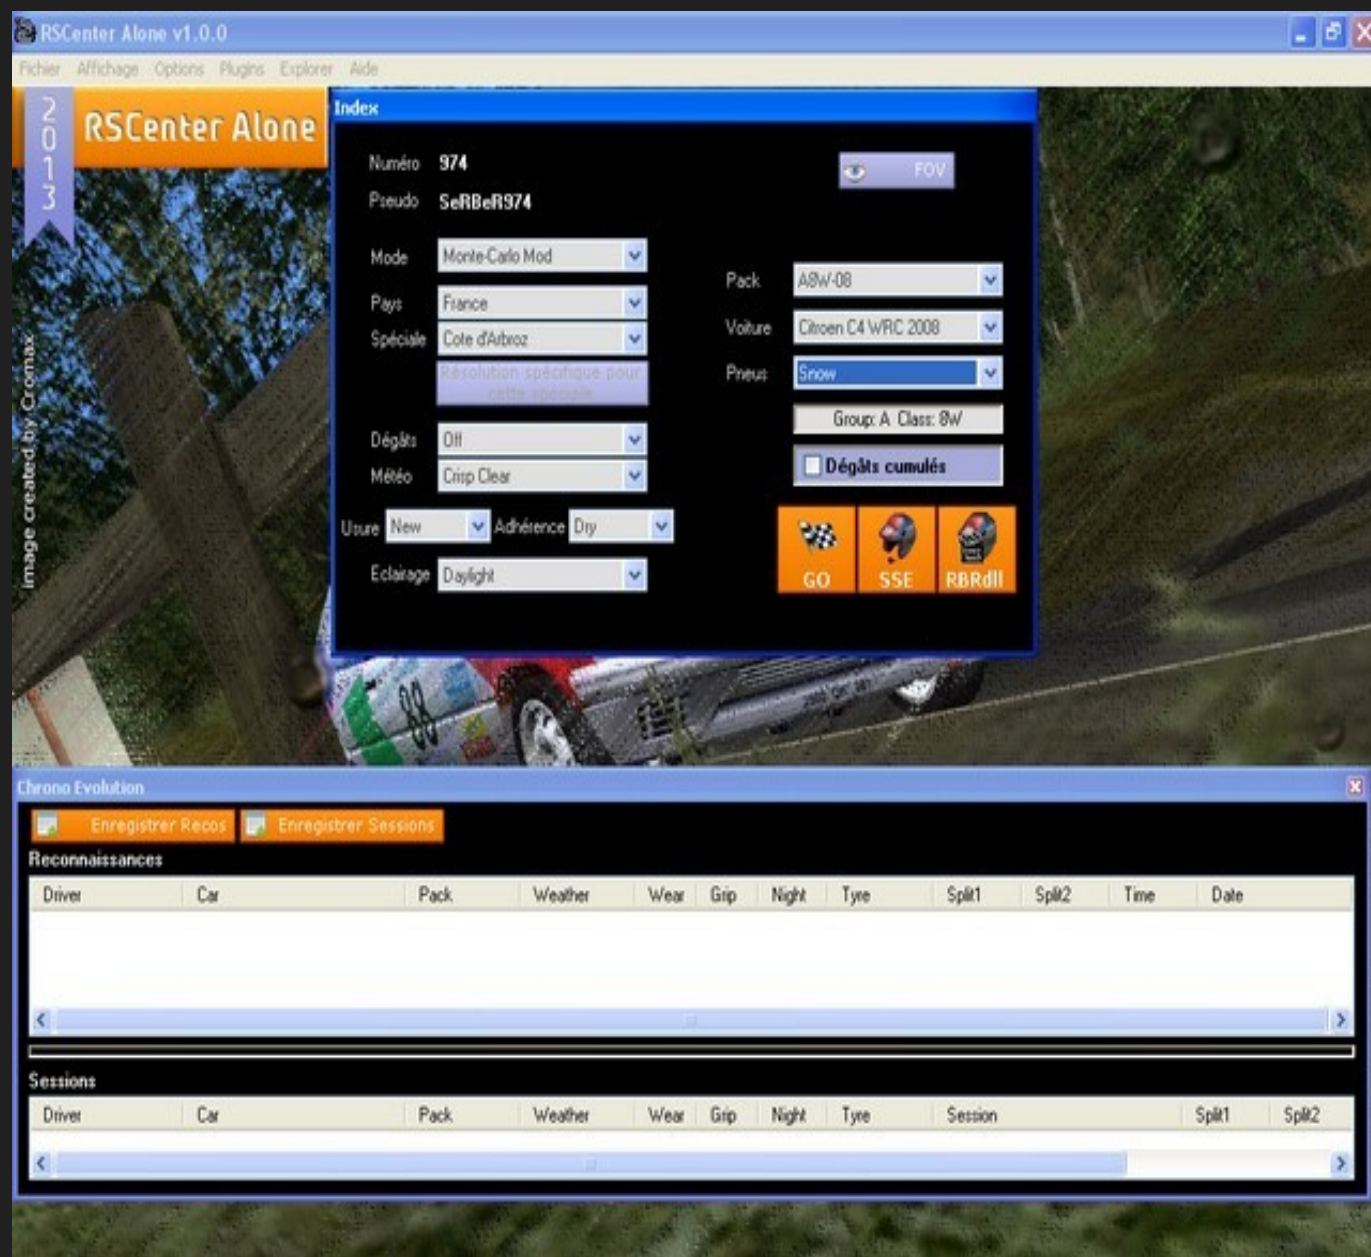 RSCenter Alone v1.0.0
Fichier Affichage Options Plugins Explorer Aide
2013
RSCenter Alone
image created by Cromax
Index
Numéro 974
Pseudo SeRBeR974
FOV
Mode Monte-Carlo Mod
Pays France
Spéciale Cote d'Arbroz
Résolution spécifique pour
cette spéciale
Dégâts Off
Météo Crisp Clear
Usure New Adhérence Dry
Eclairage Daylight
Pack A8W-08
Voiture Citroen C4 WRC 2008
Pneus Snow
Group: A Class: 8W
Dégâts cumulés
GO SSE RBRdll
88
Chrono Evolution
Enregistrer Recos Enregistrer Sessions
Reconnaissances
Driver Car Pack Weather Wear Grip Night Tyre Split1 Split2 Time Date
Sessions
Driver Car Pack Weather Wear Grip Night Tyre Session Split1 Split2